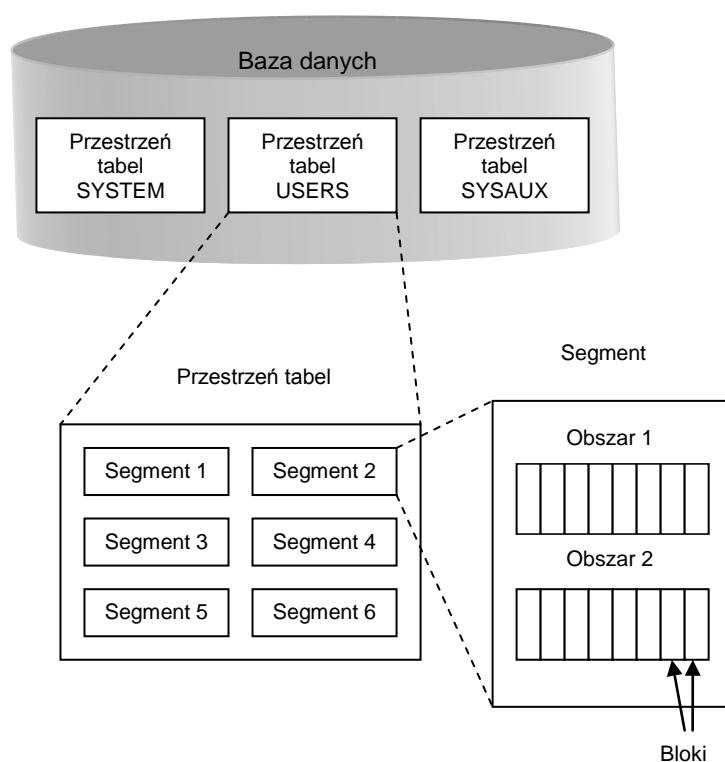 Baza danych
Przestrzeń
tabel
SYSTEM
Przestrzeń
tabel
USERS
Przestrzeń
tabel
SYSAUX
Segment
Przestrzeń tabel
Obszar 1
Segment 1
Segment 2
Segment 3
Segment 4
Obszar 2
Segment 5
Segment 6
Bloki